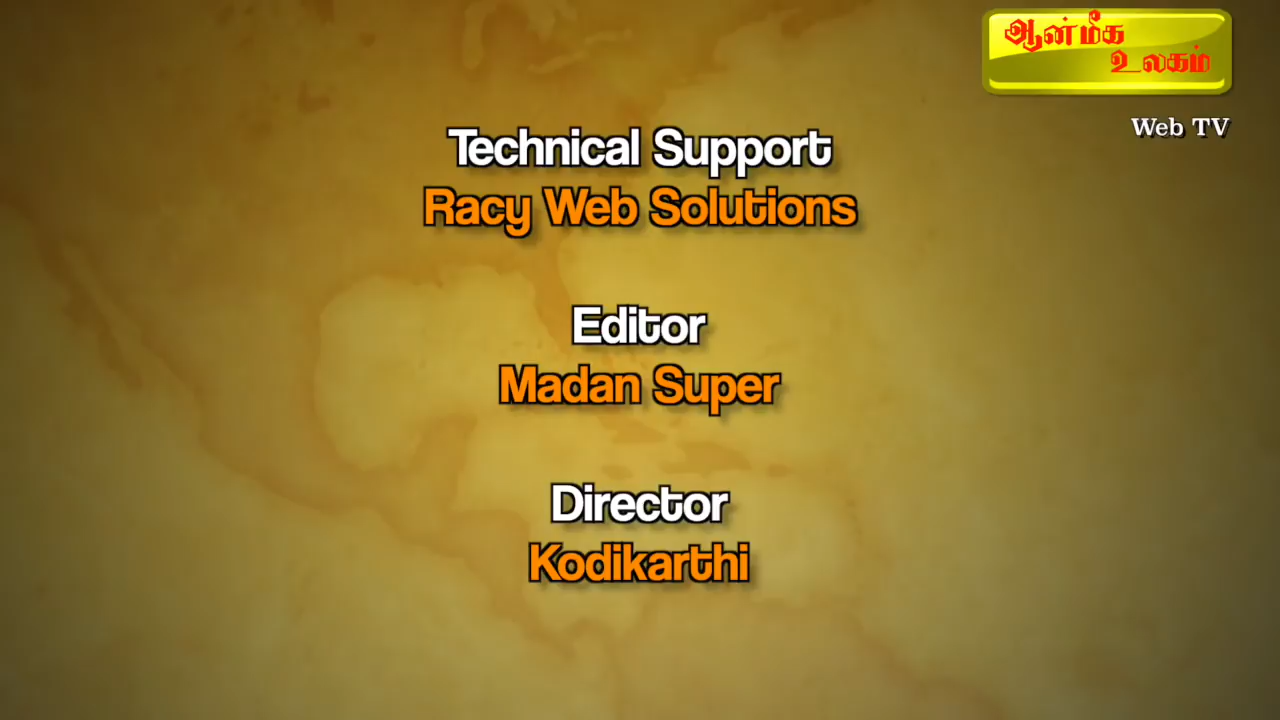 ஆன்மீக
உலகம்
Web TV
Technical Support
Racy Web Solutions
Editor
Madan Super
Director
Kodikarthi